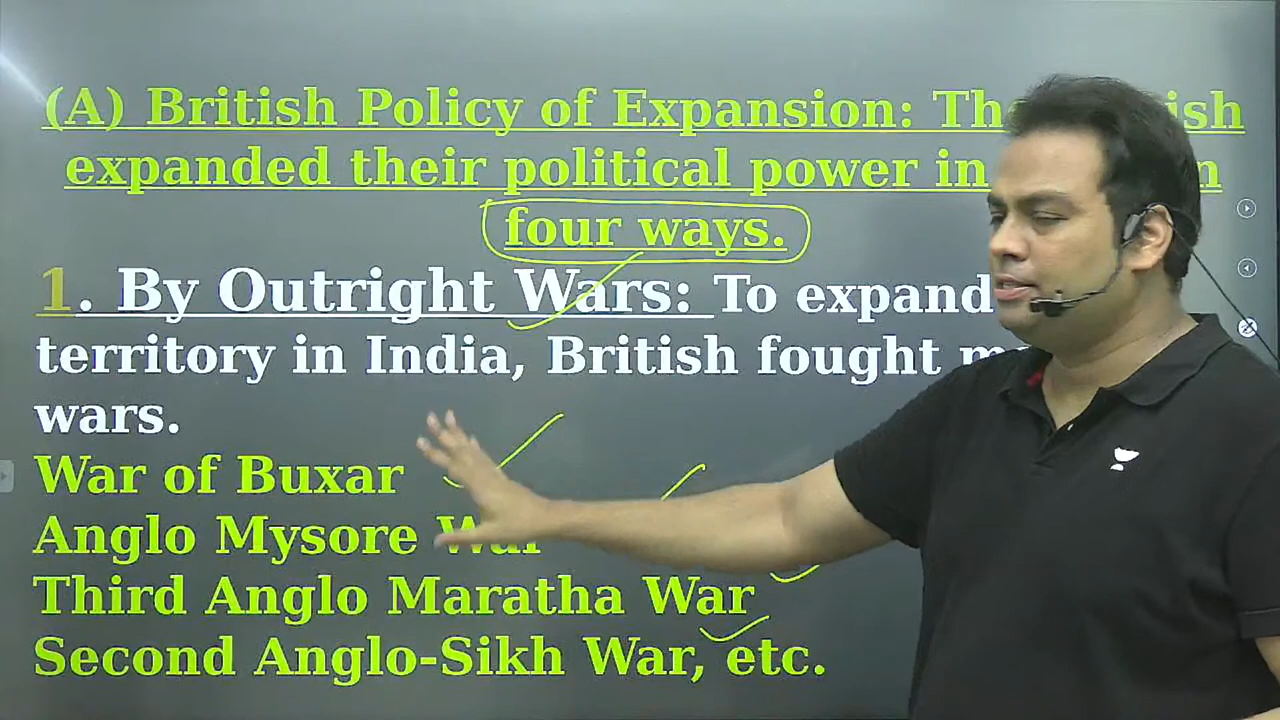 (A) British Policy of Expansion: The
expanded their political power in
four ways.
1. By Outright Wars: To expand
territory in India, British fought
wars.
War of Buxar
Anglo Mysore War
Third Anglo Maratha War
Second Anglo-Sikh War, etc.